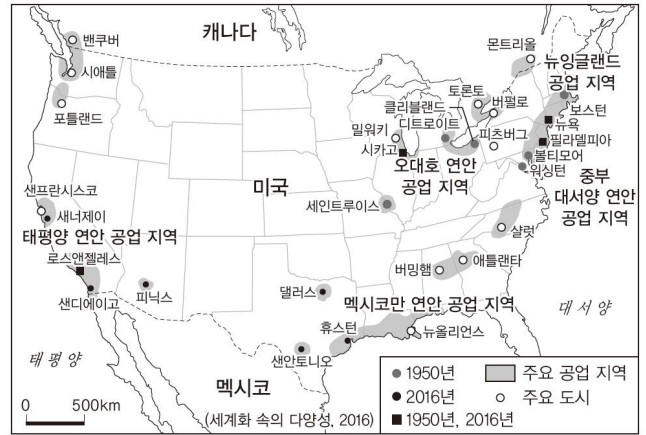 캐나다
밴쿠버
시애틀
포틀랜드
몬트리올
뉴잉글랜드
공업 지역
토론토
버펄로
보스턴
클리블랜드
디트로이트
뉴욕
밀워키
피츠버그
필라델피아
시카고
볼티모어
워싱턴
오대호 연안
공업 지역
중부
대서양 연안
공업 지역
미국
샌프란시스코
새너제이
세인트루이스
태평양 연안 공업 지역
샬럿
로스앤젤레스
버밍햄
애틀랜타
샌디에이고
피닉스
댈러스
멕시코만 연안 공업 지역
휴스턴
뉴올리언스
대서양
태평양
샌안토니오
멕시코
0 500km
(세계화 속의 다양성, 2016)
1950년
주요 공업 지역
2016년
주요 도시
1950년, 2016년